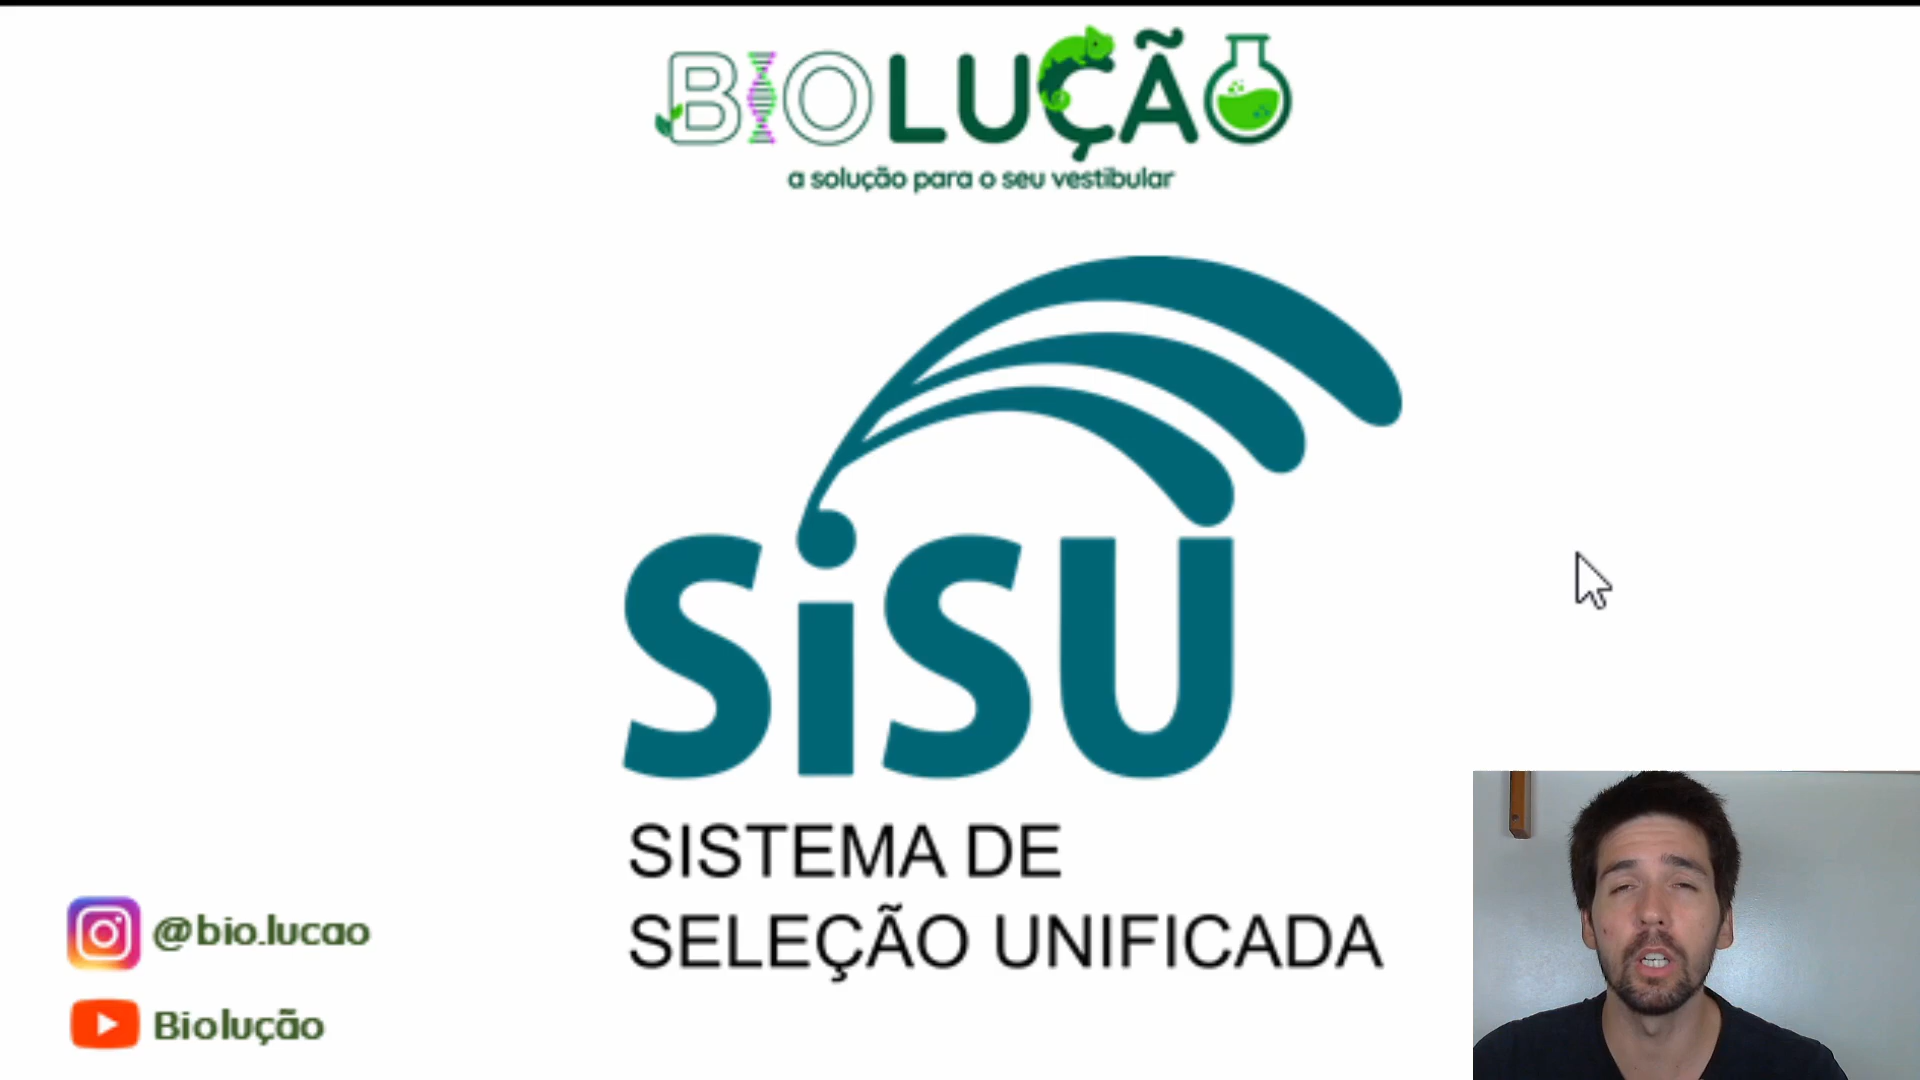 BIOLUÇÃO
a solução para o seu vestibular
SiSU
SISTEMA DE
SELEÇÃO UNIFICADA
@bio.lucao
Biolução